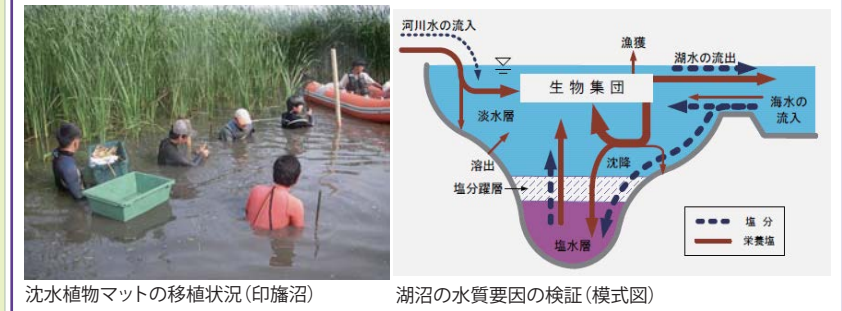 河川水の流入
漁獲
湖水の流出
生物集団
海水の
流入
淡水層
溶出
沈降
塩分躍層
塩水層
塩分
栄養塩
沈水植物マットの移植状況(印旛沼)
湖沼の水質要因の検証(模式図)